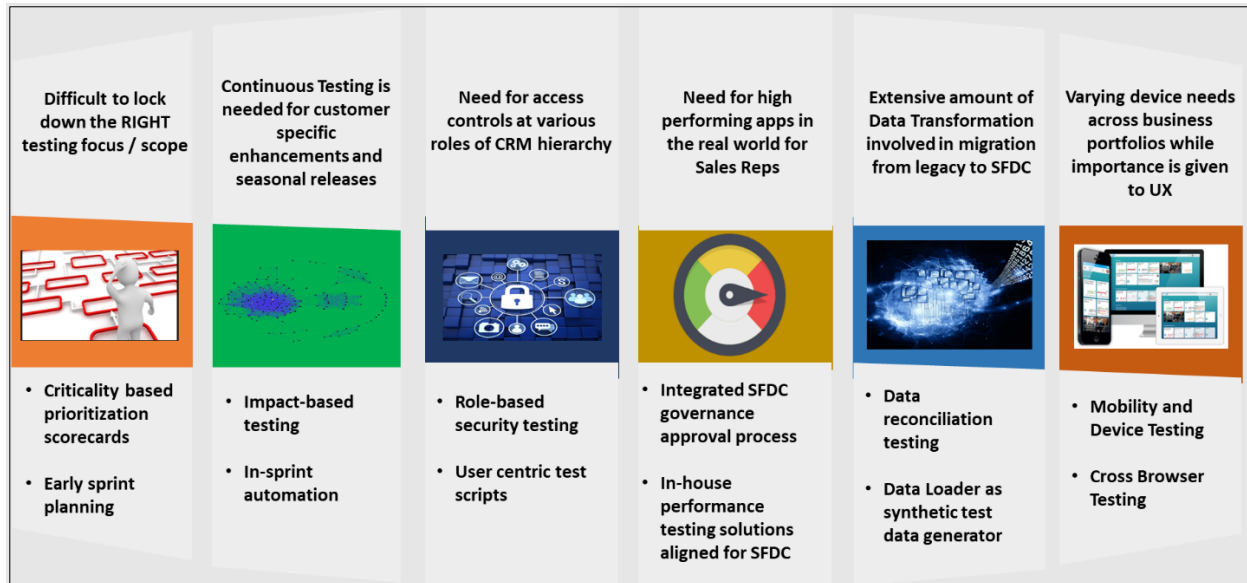 Difficult to lock
down the RIGHT
testing focus / scope
Continuous Testing is
needed for customer
specific
enhancements and
seasonal releases
Need for access
controls at various
roles of CRM hierarchy
Need for high
performing apps in
the real world for
Sales Reps
Extensive amount of
Data Transformation
involved in migration
from legacy to SFDC
Varying device needs
across business
portfolios while
importance is given
to UX
• Criticality based
prioritization
scorecards
• Early sprint
planning
• Impact-based
testing
• In-sprint
automation
• Role-based
security testing
• User centric test
scripts
• Integrated SFDC
governance
approval process
• In-house
performance
testing solutions
aligned for SFDC
• Data
reconciliation
testing
• Data Loader as
synthetic test
data generator
• Mobility and
Device Testing
• Cross Browser
Testing